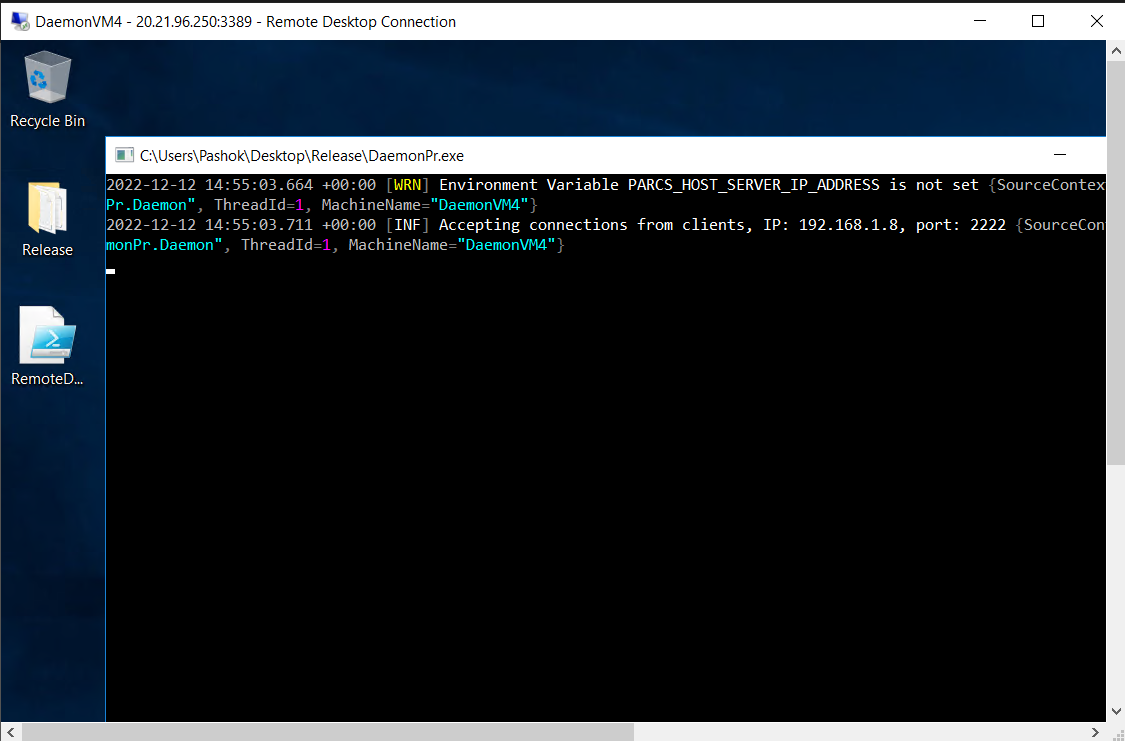 DaemonVM4 - 20.21.96.250:3389 - Remote Desktop Connection
Recycle Bin
C:\Users\Pashok\Desktop\Release\DaemonPr.exe
2022-12-12 14:55:03.664 +00:00 [WRN] Environment Variable PARCS_HOST_SERVER_IP_ADDRESS is not set {SourceContex
Pr.Daemon", ThreadId=1, MachineName="DaemonVM4"}
2022-12-12 14:55:03.711 +00:00 [INF] Accepting connections from clients, IP: 192.168.1.8, port: 2222 {SourceCon
monPr.Daemon", ThreadId=1, MachineName="DaemonVM4"}
Release
RemoteD...